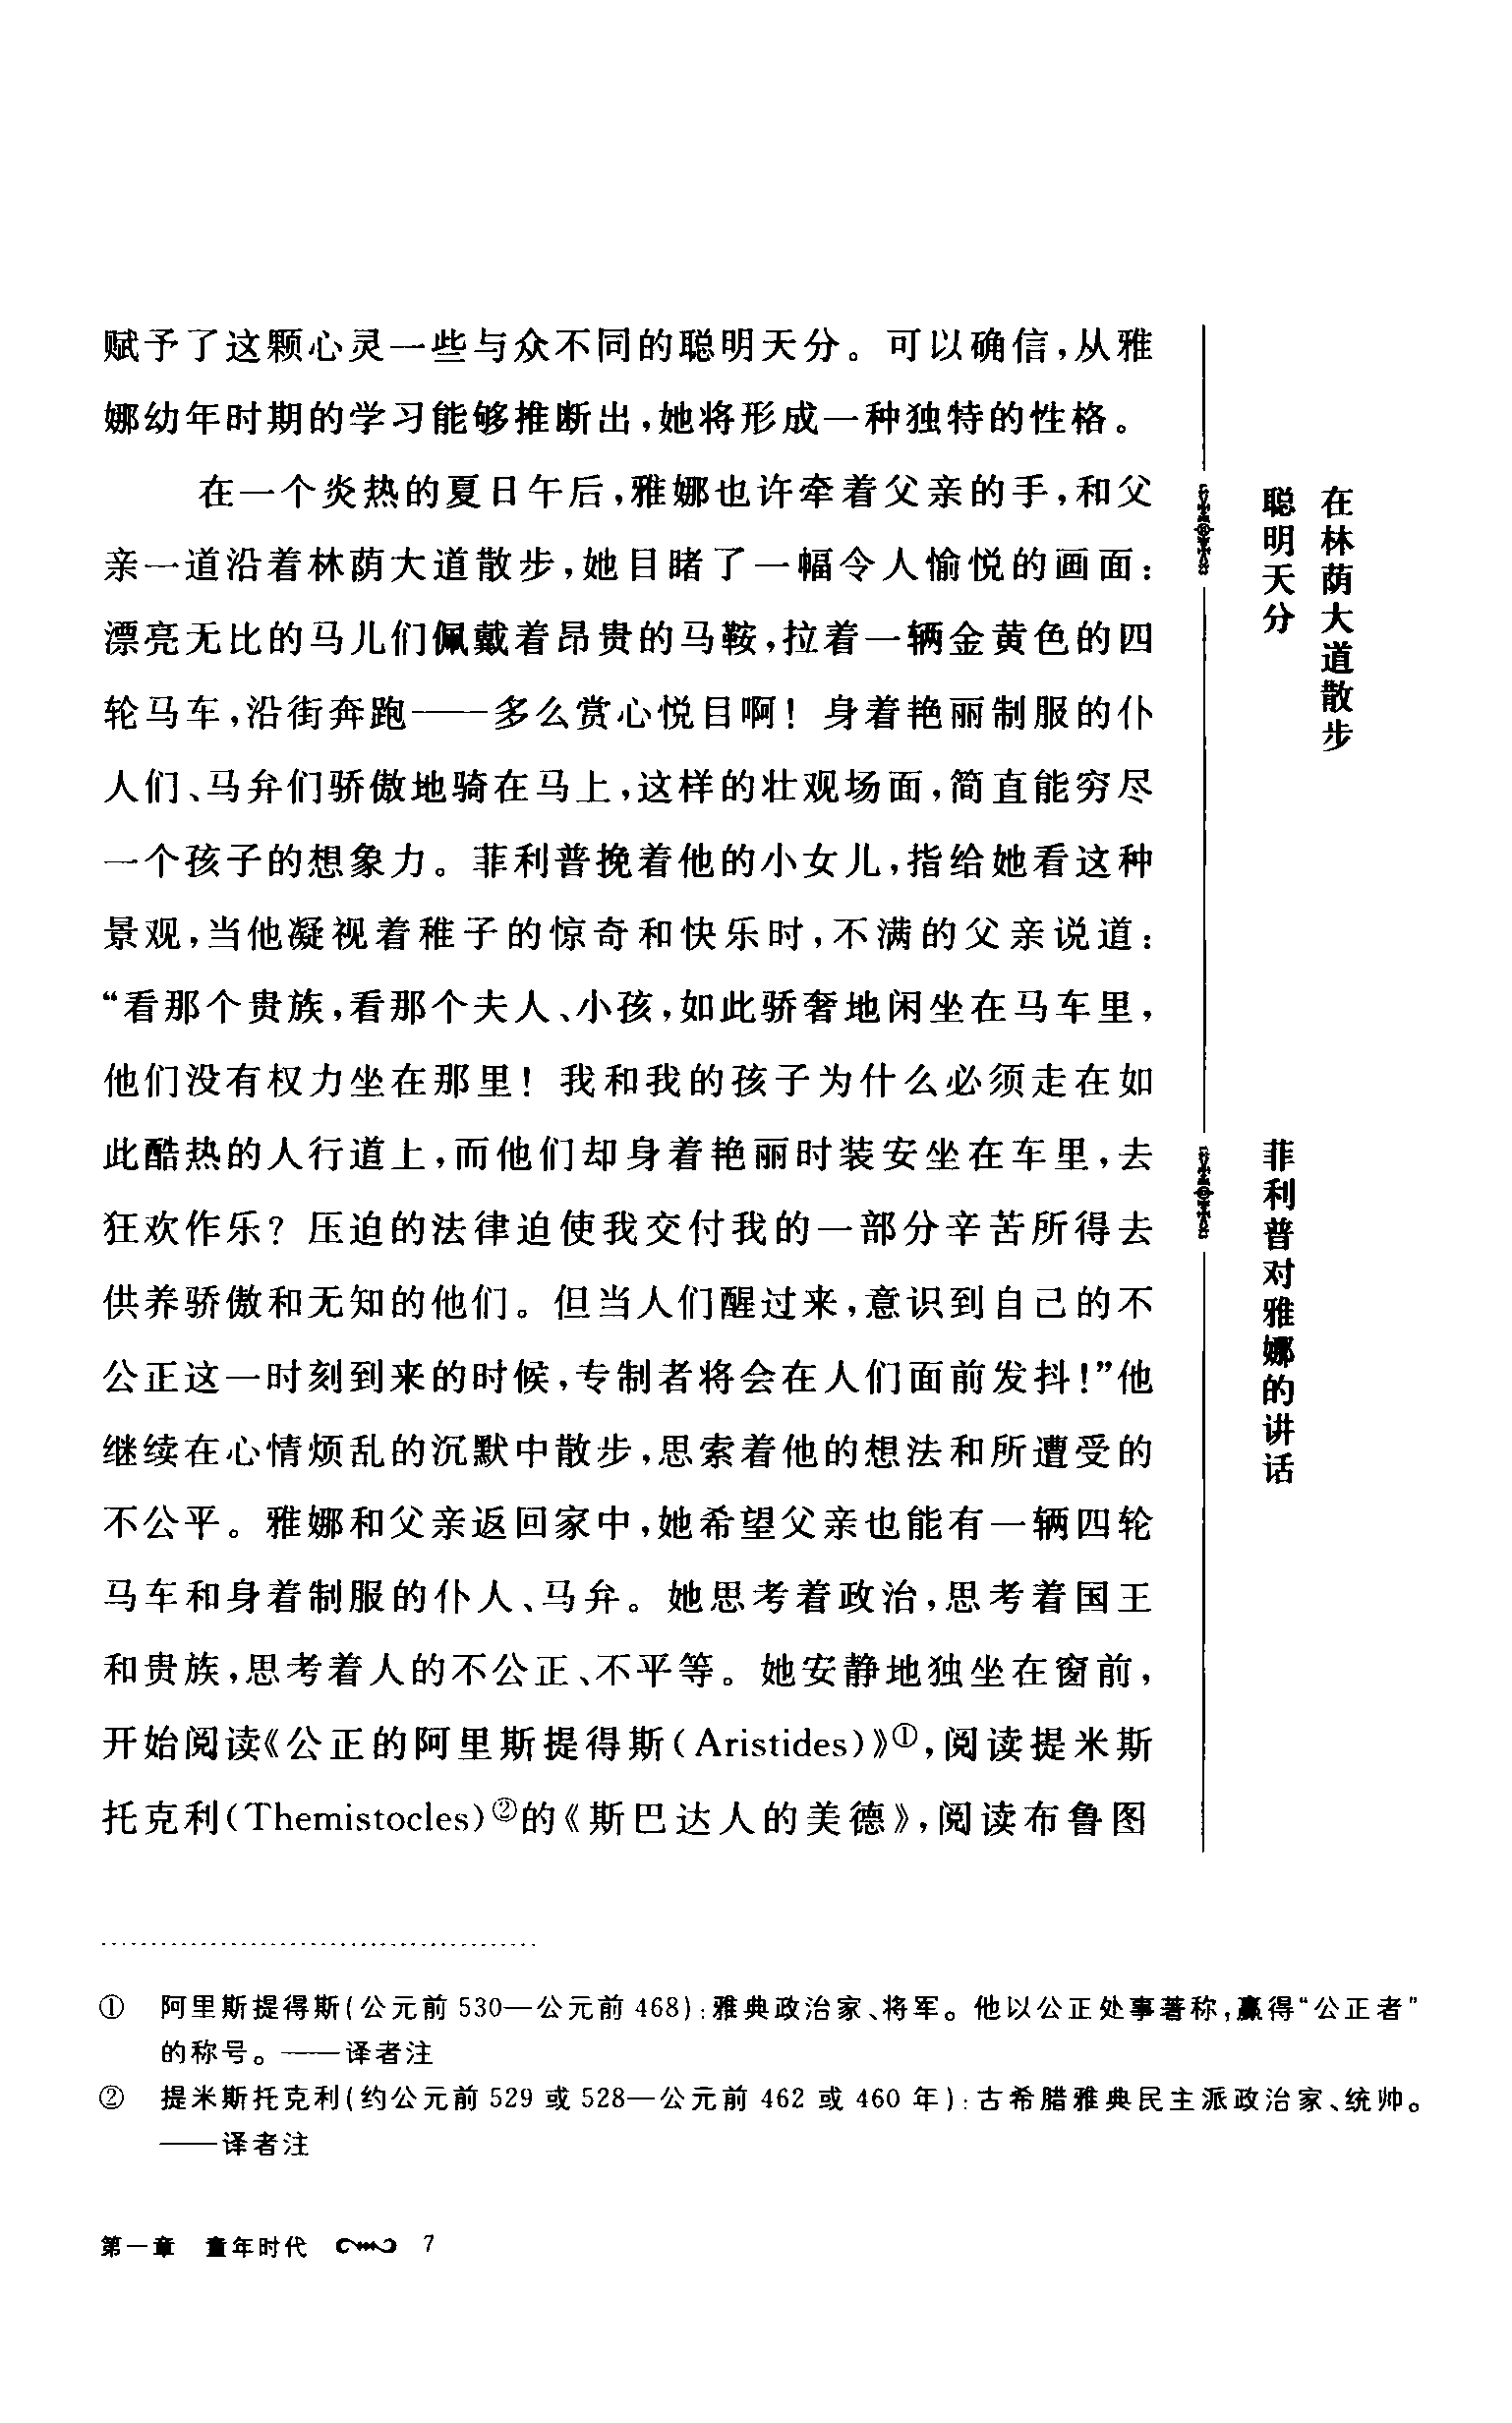 赋予了这颗心灵一些与众不同的聪明天分。可以确信,从雅
娜幼年时期的学习能够推断出,她将形成一种独特的性格。
在一个炎热的夏日午后,雅娜也许牵着父亲的手,和父
亲一道沿着林荫大道散步,她目睹了一幅令人愉悦的画面:
漂亮无比的马儿们佩戴着昂贵的马鞍,拉着一辆金黄色的四
轮马车,沿街奔跑——多么赏心悦目啊!身着艳丽制服的仆
人们、马弁们骄傲地骑在马上,这样的壮观场面,简直能穷尽
一个孩子的想象力。菲利普挽着他的小女儿,指给她看这种
景观,当他凝视着稚子的惊奇和快乐时,不满的父亲说道:
“看那个贵族,看那个夫人、小孩,如此骄奢地闲坐在马车里,
他们没有权力坐在那里!我和我的孩子为什么必须走在如
此酷热的人行道上,而他们却身着艳丽时装安坐在车里,去
狂欢作乐?压迫的法律迫使我交付我的一部分辛苦所得去
供养骄傲和无知的他们。但当人们醒过来,意识到自己的不
公正这一时刻到来的时候,专制者将会在人们面前发抖!”他
继续在心情烦乱的沉默中散步,思索着他的想法和所遭受的
不公平。雅娜和父亲返回家中,她希望父亲也能有一辆四轮
马车和身着制服的仆人、马弁。她思考着政治,思考着国王
和贵族,思考着人的不公正、不平等。她安静地独坐在窗前,
开始阅读《公正的阿里斯提得斯(Aristides)》①,阅读提米斯
托克利(Themistocles)②的《斯巴达人的美德》,阅读布鲁图
在林荫大道散步
聪明天分
菲利普对雅娜的讲话
① 阿里斯提得斯(公元前 530—公元前 468):雅典政治家、将军。他以公正处事著称,赢得“公正者”
的称号。——译者注
② 提米斯托克利(约公元前 529 或 528—公元前 462 或 460 年):古希腊雅典民主派政治家、统帅。
——译者注
第一章 童年时代 7